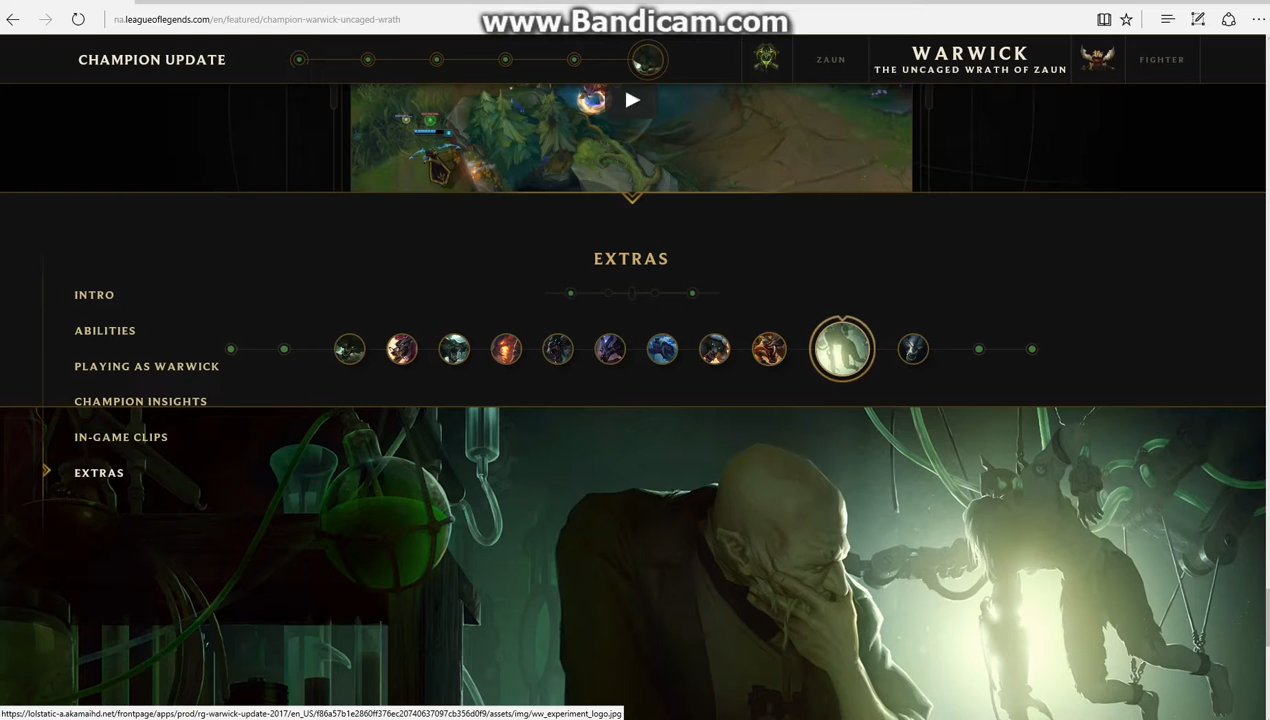 na.leagueoflegends.com/en/featured/champion-warwick-uncaged-wrath
www.Bandicam.com
CHAMPION UPDATE
ZAUN
WARWICK
THE UNCAGED WRATH OF ZAUN
FIGHTER
EXTRAS
INTRO
ABILITIES
PLAYING AS WARWICK
CHAMPION INSIGHTS
IN-GAME CLIPS
EXTRAS
https://lolstatic-a.akamaihd.net/frontpage/apps/prod/rg-warwick-update-2017/en_US/f86a57b1e2860ff376ec20740637097cb356d0f9/assets/img/ww_experiment_logo.jpg